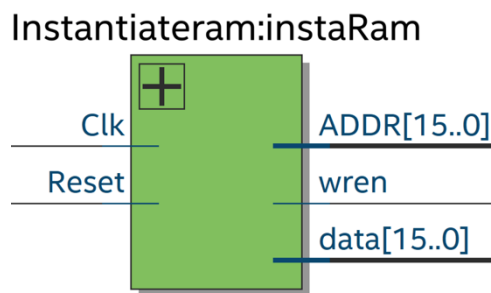 Instantiateram:instaRam
Clk
ADDR[15..0]
Reset
wren
data[15..0]